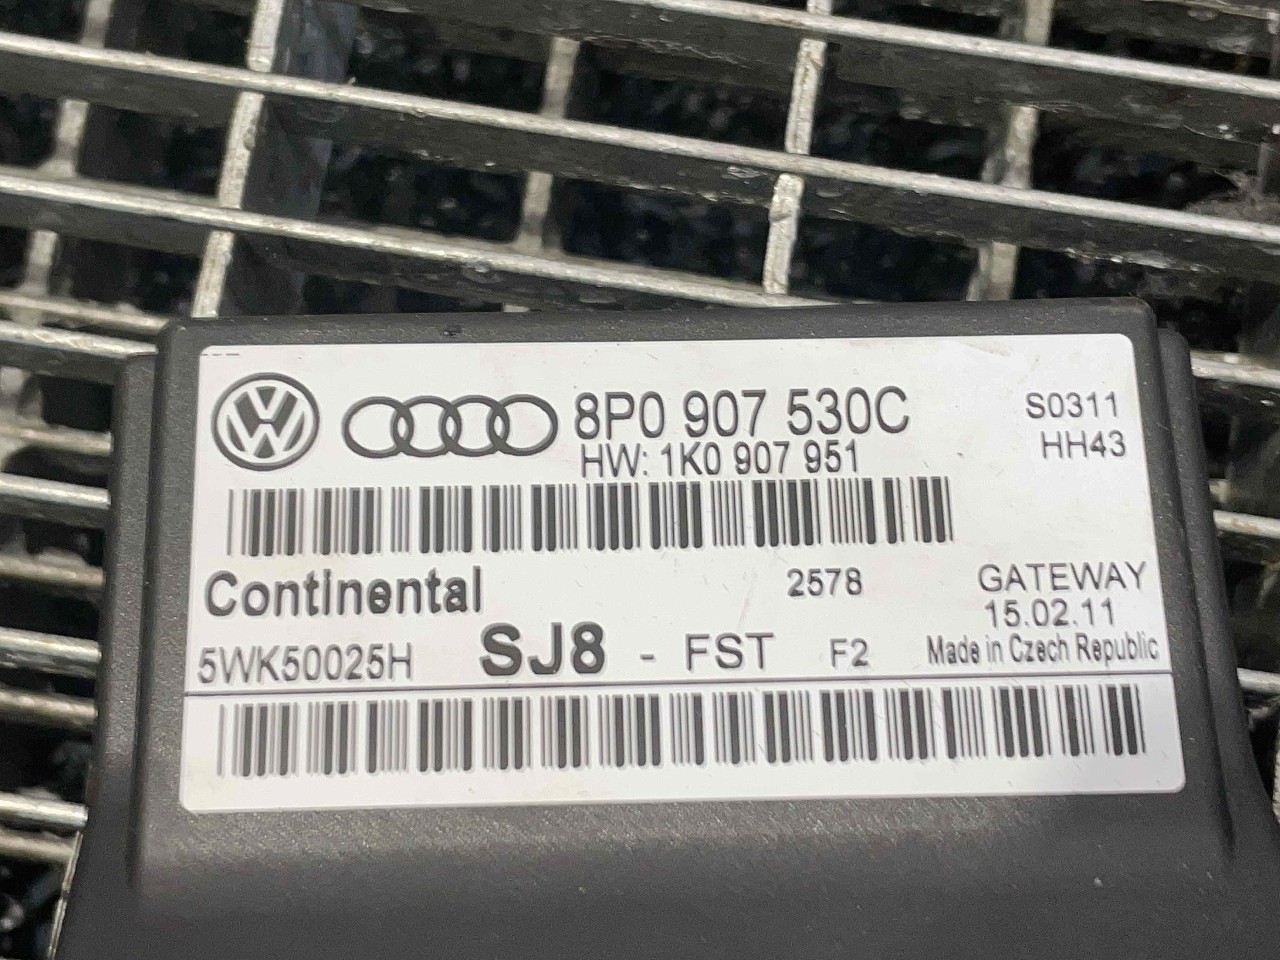 8P0 907 530C
S0311
HW: 1K0 907 951
HH43
Continental
2578
GATEWAY
15.02.11
5WK50025H
SJ8 - FST F2
Made in Czech Republic